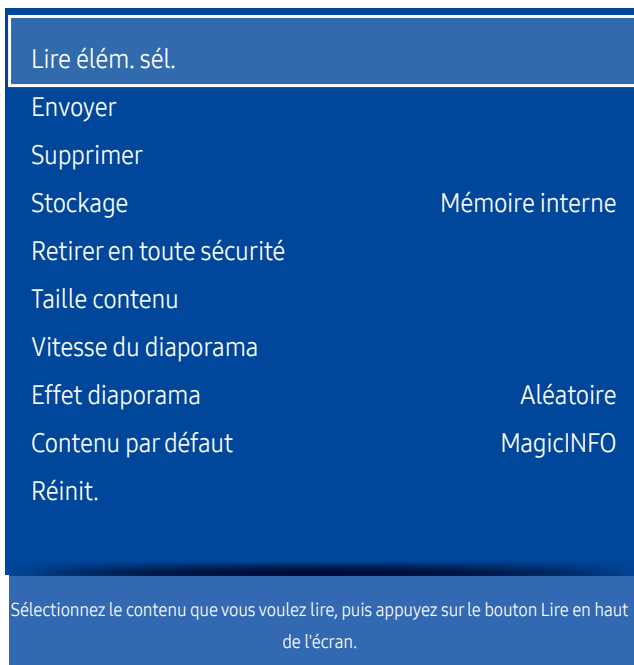 Lire élém. sél.
Envoyer
Supprimer
Stockage Mémoire interne
Retirer en toute sécurité
Taille contenu
Vitesse du diaporama
Effet diaporama Aléatoire
Contenu par défaut MagicINFO
Réinit.
Sélectionnez le contenu que vous voulez lire, puis appuyez sur le bouton Lire en haut
de l'écran.